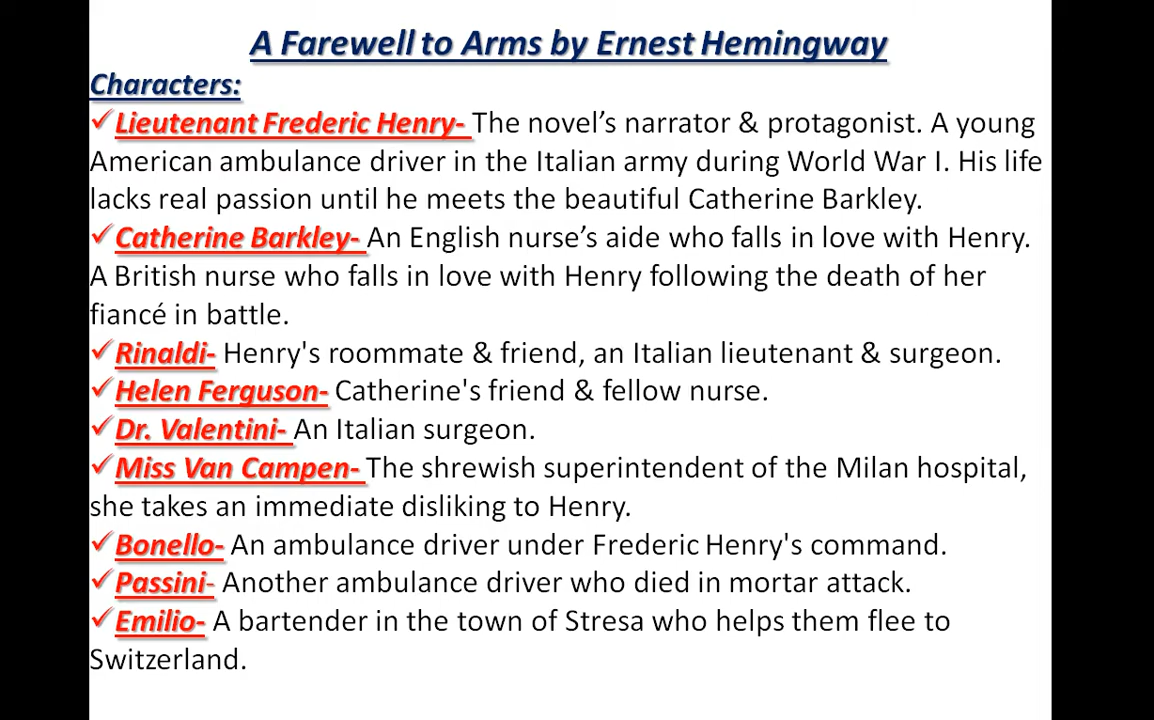 A Farewell to Arms by Ernest Hemingway
Characters:
✓Lieutenant Frederic Henry- The novel’s narrator & protagonist. A young
American ambulance driver in the Italian army during World War I. His life
lacks real passion until he meets the beautiful Catherine Barkley.
✓Catherine Barkley- An English nurse’s aide who falls in love with Henry.
A British nurse who falls in love with Henry following the death of her
fiancé in battle.
✓Rinaldi- Henry's roommate & friend, an Italian lieutenant & surgeon.
✓Helen Ferguson- Catherine's friend & fellow nurse.
✓Dr. Valentini- An Italian surgeon.
✓Miss Van Campen- The shrewish superintendent of the Milan hospital,
she takes an immediate disliking to Henry.
✓Bonello- An ambulance driver under Frederic Henry's command.
✓Passini- Another ambulance driver who died in mortar attack.
✓Emilio- A bartender in the town of Stresa who helps them flee to
Switzerland.